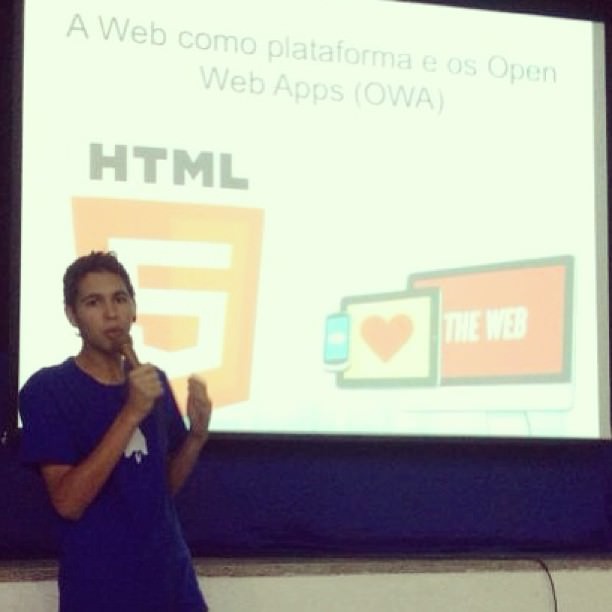 A Web como plataforma e os Open
Web Apps (OWA)
HTML
5
THE WEB